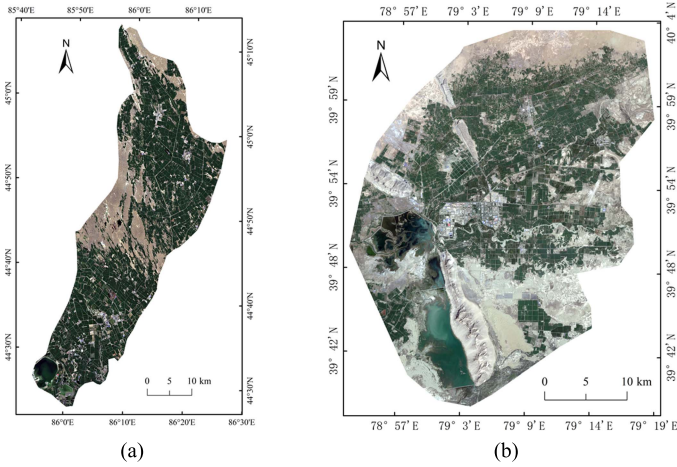 85°40'E 85°50'E 86°0'E 86°10'E
N
45°10'N
45°0'N
45°0'N
44°50'N
44°50'N
44°40'N
44°40'N
44°30'N
44°30'N
0 5 10 km
86°0'E 86°10'E 86°20'E 86°30'E
(a)
78° 57' E 79° 3' E 79° 9' E 79° 14' E
N
40° 4' N
39° 59' N
39° 59' N
39° 54' N
39° 54' N
39° 48' N
39° 48' N
39° 42' N
39° 42' N
0 5 10 km
78° 57' E 79° 3' E 79° 9' E 79° 14' E 79° 19' E
(b)